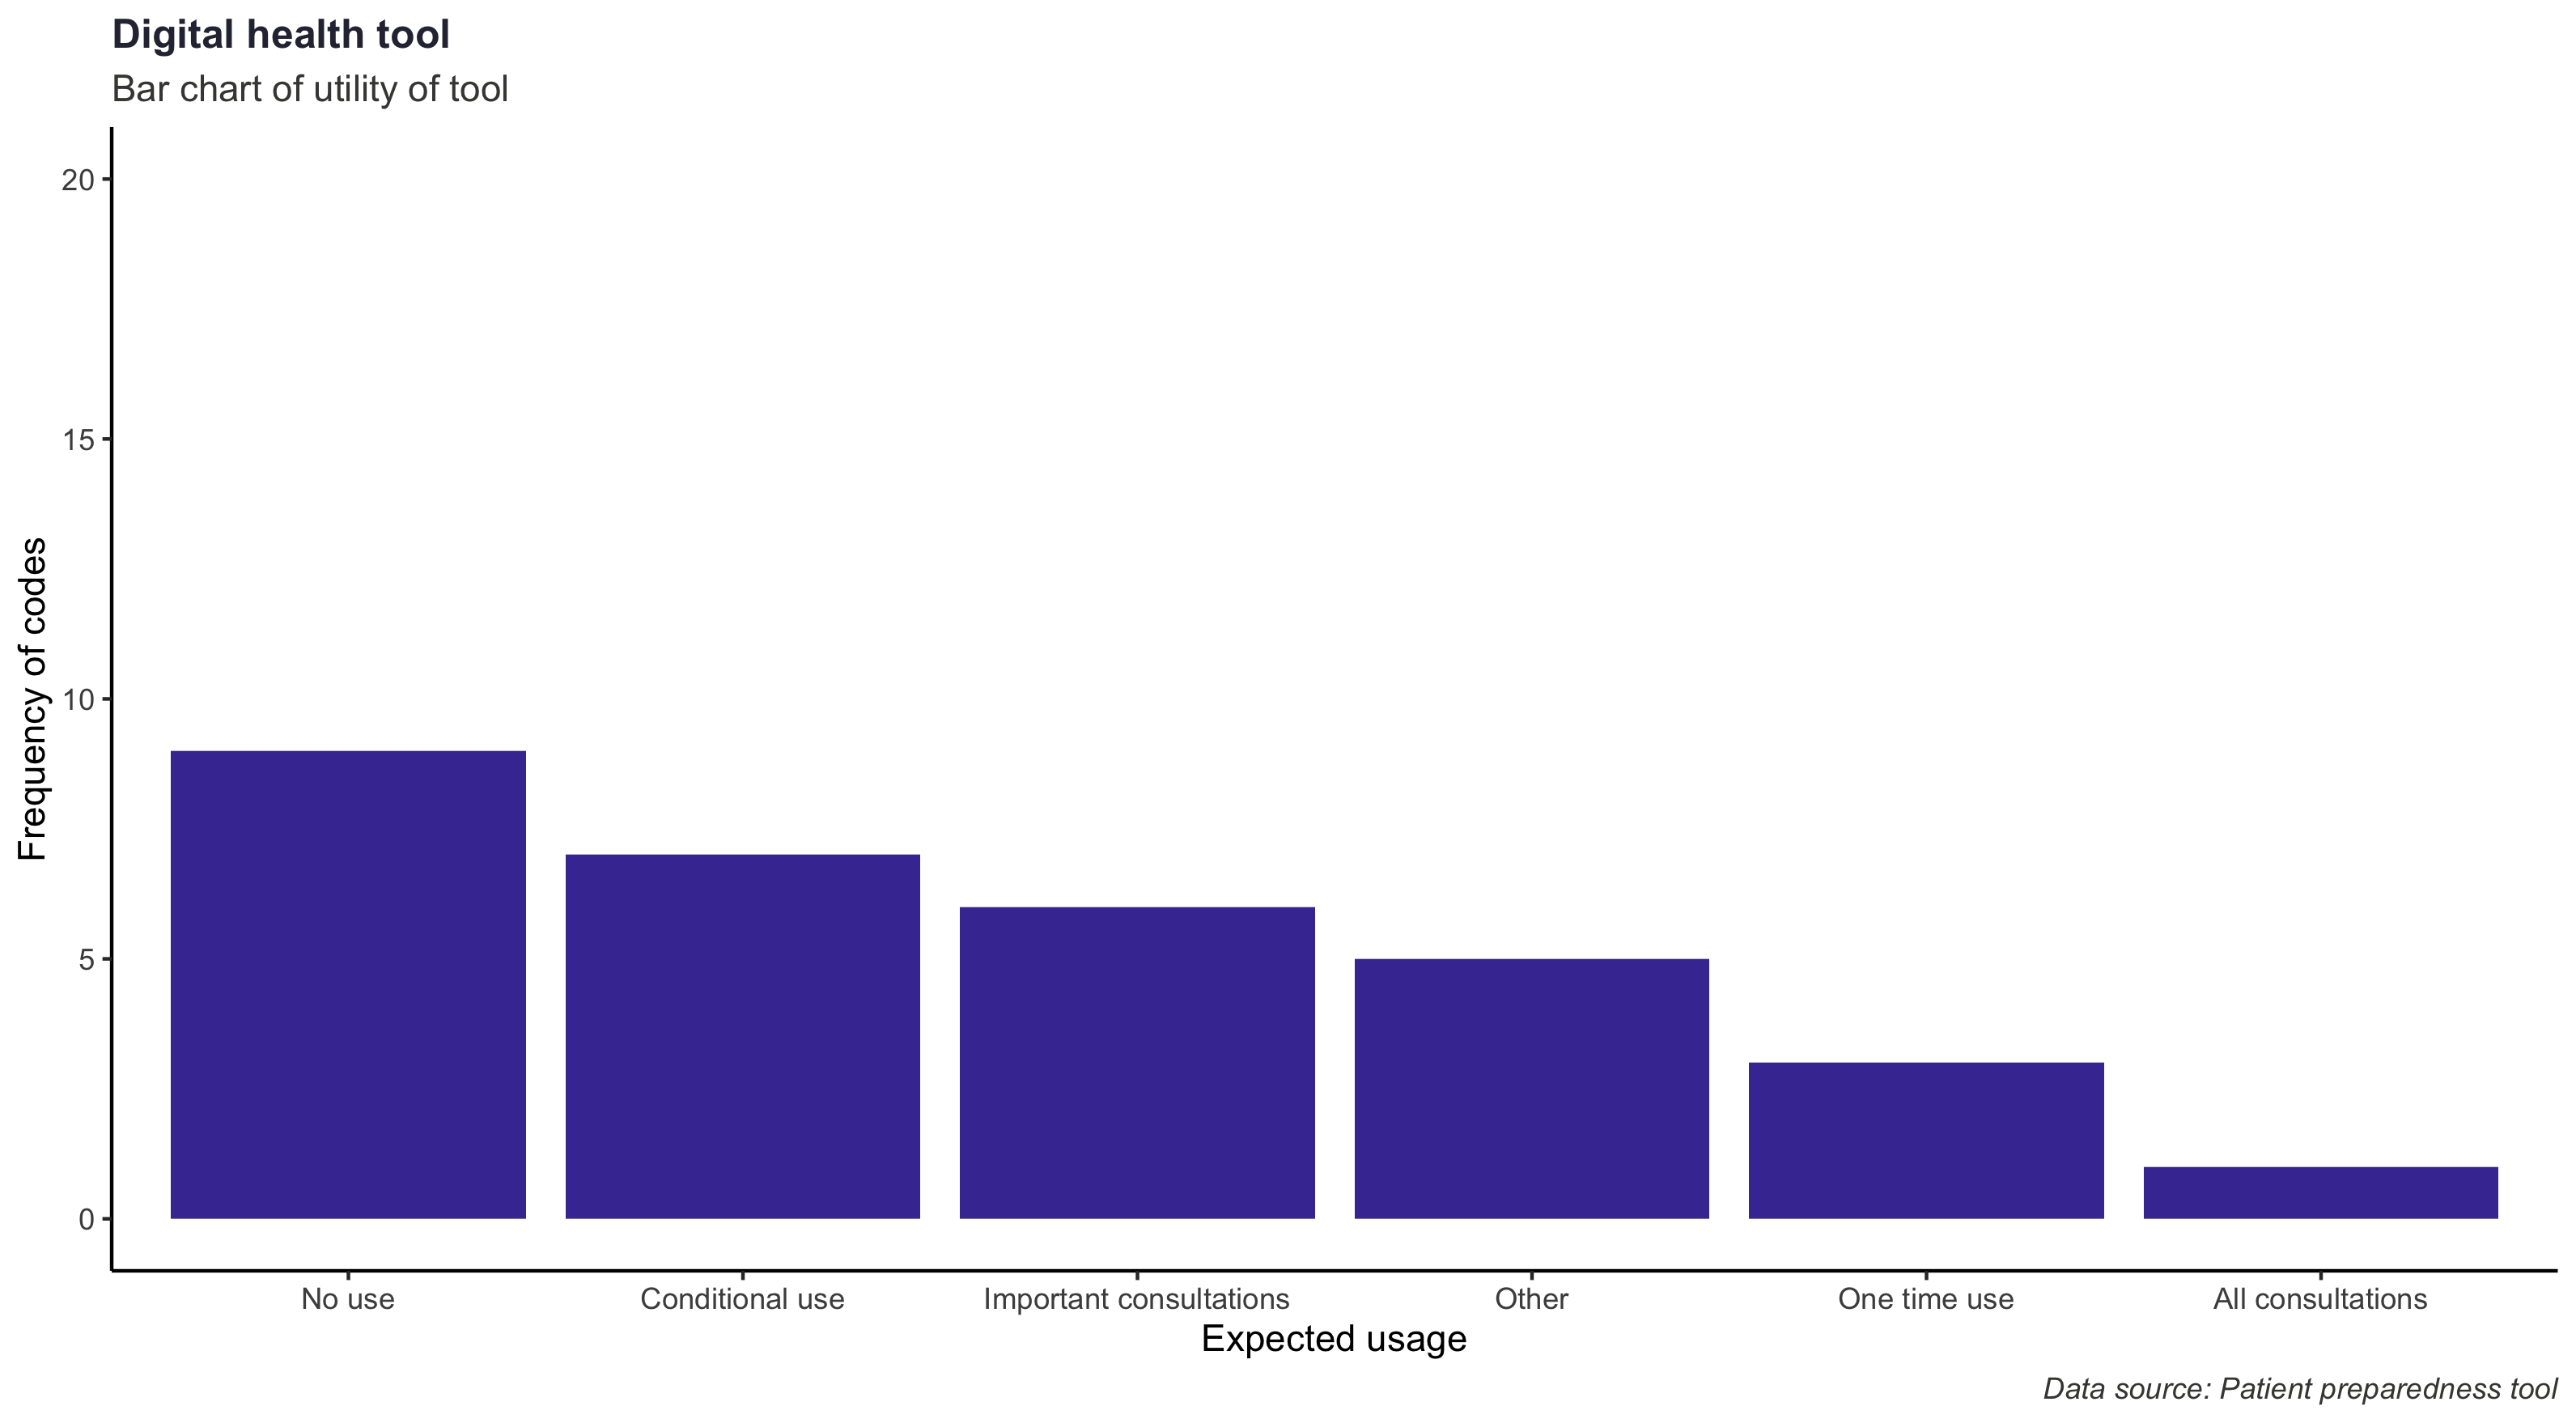 Digital health tool
Bar chart of utility of tool
Frequency of codes
20
15
10
5
0
No use
Conditional use
Important consultations
Other
One time use
All consultations
Expected usage
Data source: Patient preparedness tool